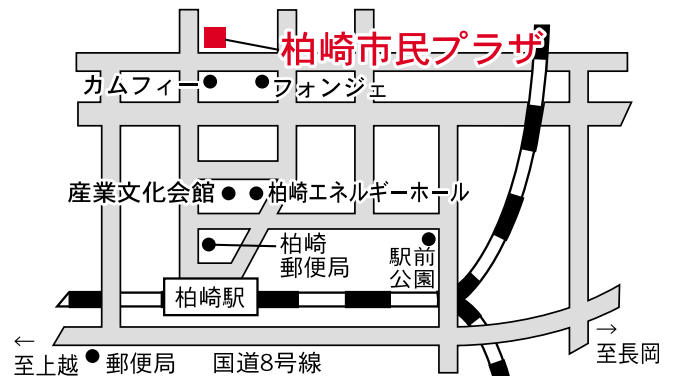 柏崎市民プラザ
カムフィー
フォンジェ
産業文化会館
柏崎エネルギーホール
柏崎
郵便局
駅前
公園
柏崎駅
←
至上越
郵便局
国道8号線
→
至長岡